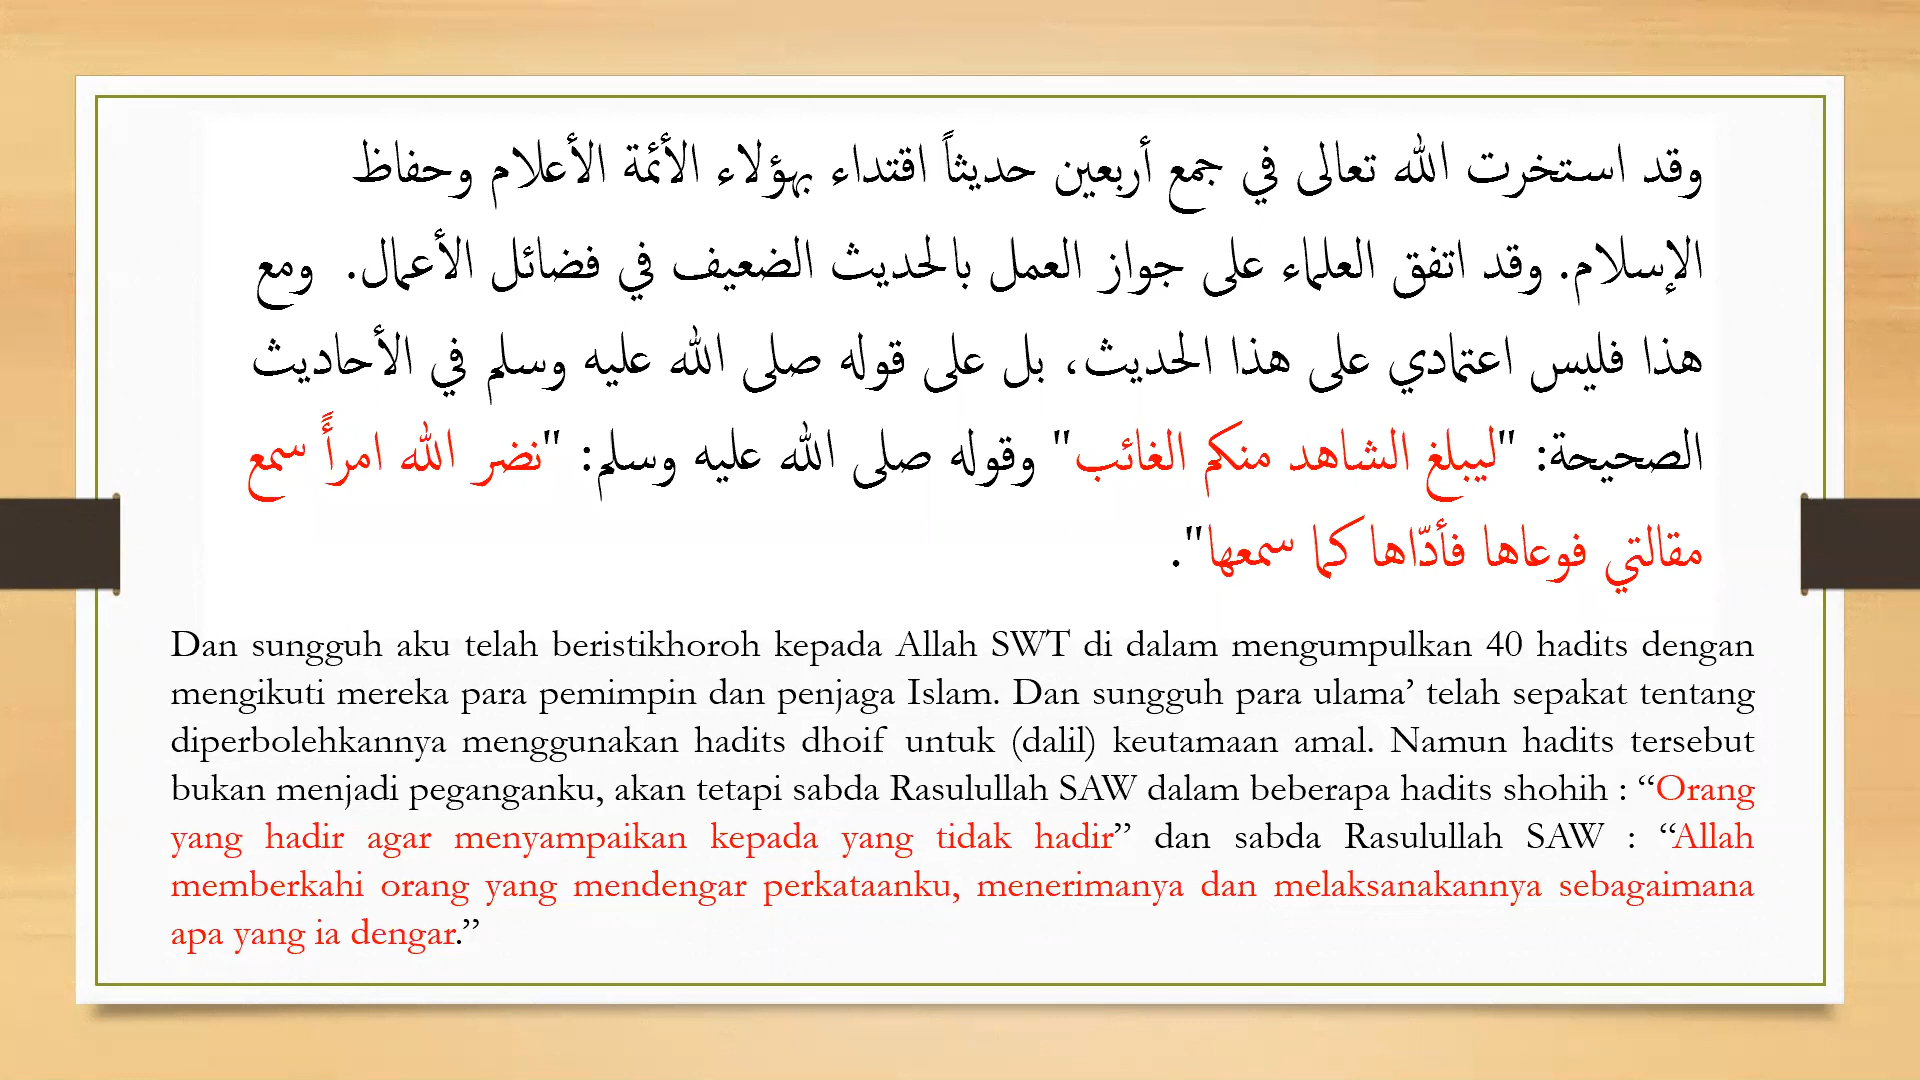 وقد استخرت الله تعالى في جمع أربعين حديثاً اقتداء بهؤلاء الأئمة الأعلام وحفاظ
الإسلام. وقد اتفق العلماء على جواز العمل بالحديث الضعيف في فضائل الأعمال. ومع
هذا فليس اعتمادي على هذا الحديث، بل على قوله صلى الله عليه وسلم في الأحاديث
الصحيحة: "ليبلغ الشاهد منكم الغائب" وقوله صلى الله عليه وسلم: "نضر الله امرأً سمع
مقالتي فوعاها فأدّاها كما سمعها".
Dan sungguh aku telah beristikhoroh kepada Allah SWT di dalam mengumpulkan 40 hadits dengan
mengikuti mereka para pemimpin dan penjaga Islam. Dan sungguh para ulama’ telah sepakat tentang
diperbolehkannya menggunakan hadits dhoif untuk (dalil) keutamaan amal. Namun hadits tersebut
bukan menjadi peganganku, akan tetapi sabda Rasulullah SAW dalam beberapa hadits shohih : “Orang
yang hadir agar menyampaikan kepada yang tidak hadir” dan sabda Rasulullah SAW : “Allah
memberkahi orang yang mendengar perkataanku, menerimanya dan melaksanakannya sebagaimana
apa yang ia dengar.”